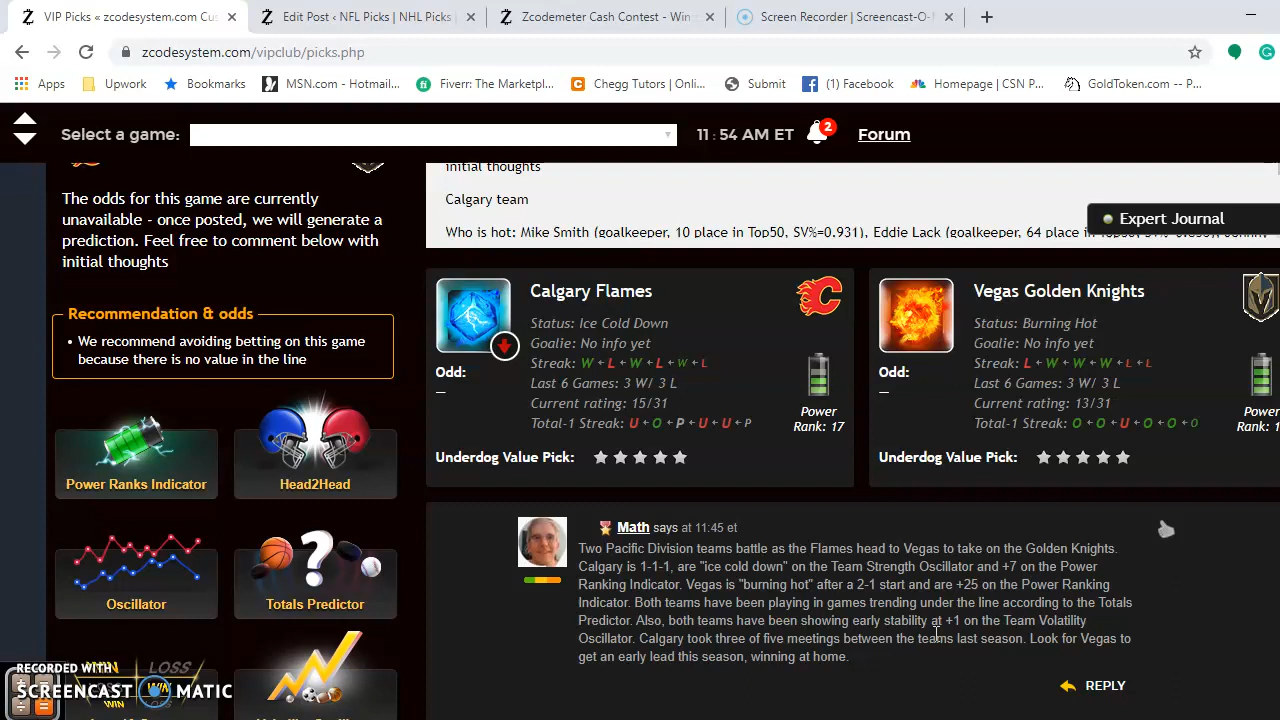 VIP Picks « zcodesystem.com Cus
Edit Post ‹ NFL Picks | NHL Picks
Zcodemeter Cash Contest - Win
Screen Recorder | Screencast-O-
zcodesystem.com/vipclub/picks.php
Apps
Upwork
Bookmarks
MSN.com - Hotmail...
Fiverr: The Marketpl...
Chegg Tutors | Onli...
Submit
(1) Facebook
Homepage | CSN P...
GoldToken.com -- P...
Select a game:
11:54 AM ET
2
Forum
The odds for this game are currently
unavailable - once posted, we will generate a
prediction. Feel free to comment below with
initial thoughts
Recommendation & odds
• We recommend avoiding betting on this game
because there is no value in the line
Power Ranks Indicator
Head2Head
Oscillator
Totals Predictor
initial thoughts
Calgary team
Who is hot: Mike Smith (goalkeeper, 10 place in Top50, SV%=0.931), Eddie Lack (goalkeeper, 64 place in
Expert Journal
Calgary Flames
Status: Ice Cold Down
Goalie: No info yet
Streak: W L W L W L
Last 6 Games: 3 W/ 3 L
Current rating: 15/31
Total-1 Streak: U O P U U P
Odd:
—
Power
Rank: 17
Underdog Value Pick:
Vegas Golden Knights
Status: Burning Hot
Goalie: No info yet
Streak: L W W W L L
Last 6 Games: 3 W/ 3 L
Current rating: 13/31
Total-1 Streak: O O U O O O
Odd:
—
Power
Rank: 1
Underdog Value Pick:
Math says at 11:45 et
Two Pacific Division teams battle as the Flames head to Vegas to take on the Golden Knights.
Calgary is 1-1-1, are "ice cold down" on the Team Strength Oscillator and +7 on the Power
Ranking Indicator. Vegas is "burning hot" after a 2-1 start and are +25 on the Power Ranking
Indicator. Both teams have been playing in games trending under the line according to the Totals
Predictor. Also, both teams have been showing early stability at +1 on the Team Volatility
Oscillator. Calgary took three of five meetings between the teams last season. Look for Vegas to
get an early lead this season, winning at home.
REPLY
RECORDED WITH
SCREENCAST MATIC
LOSS
WIN
LOSS
WIN